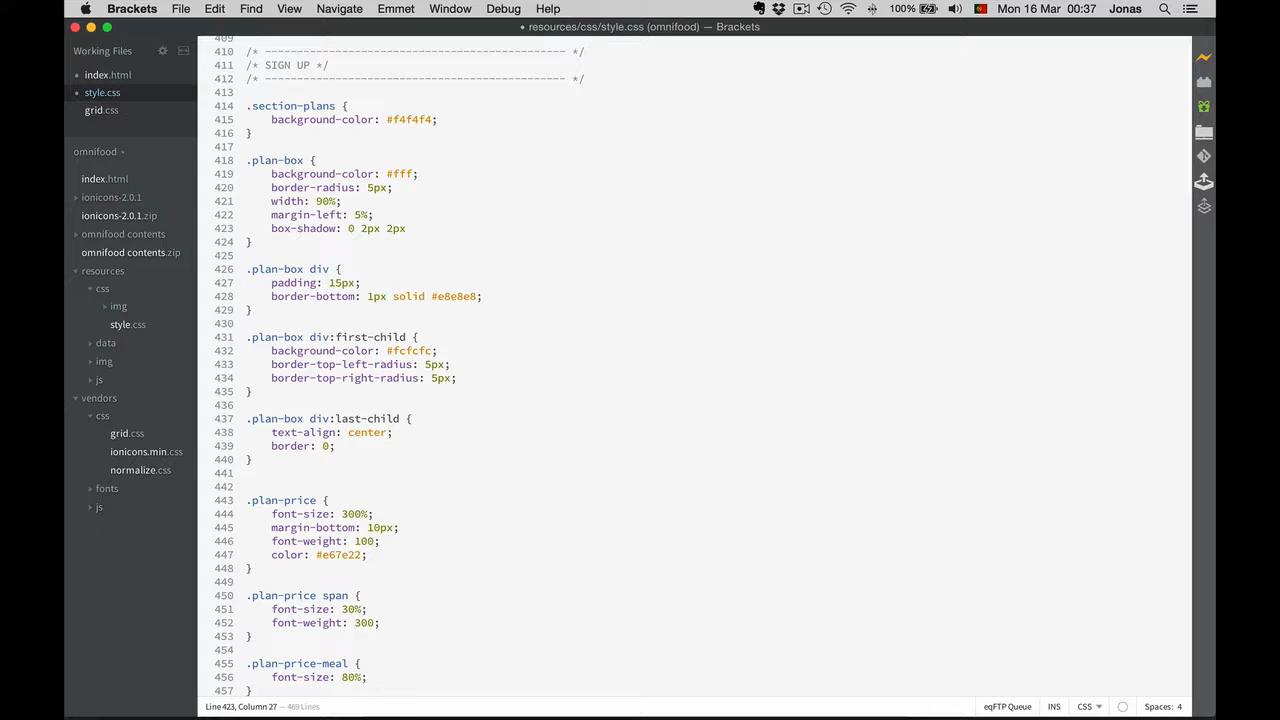 Brackets File Edit Find View Navigate Emmet Window Debug Help 100% Mon 16 Mar 00:37 Jonas
• resources/css/style.css (omnifood) — Brackets
Working Files
index.html
style.css
grid.css
omnifood
index.html
ionicons-2.0.1
ionicons-2.0.1.zip
omnifood contents
omnifood contents.zip
resources
css
img
style.css
data
img
js
vendors
css
grid.css
ionicons.min.css
normalize.css
fonts
js
409
410 /* ----------------------------------------------- */
411 /* SIGN UP */
412 /* ----------------------------------------------- */
413
414 .section-plans {
415 background-color: #f4f4f4;
416 }
417
418 .plan-box {
419 background-color: #fff;
420 border-radius: 5px;
421 width: 90%;
422 margin-left: 5%;
423 box-shadow: 0 2px 2px
424 }
425
426 .plan-box div {
427 padding: 15px;
428 border-bottom: 1px solid #e8e8e8;
429 }
430
431 .plan-box div:first-child {
432 background-color: #fcfcfc;
433 border-top-left-radius: 5px;
434 border-top-right-radius: 5px;
435 }
436
437 .plan-box div:last-child {
438 text-align: center;
439 border: 0;
440 }
441
442
443 .plan-price {
444 font-size: 300%;
445 margin-bottom: 10px;
446 font-weight: 100;
447 color: #e67e22;
448 }
449
450 .plan-price span {
451 font-size: 30%;
452 font-weight: 300;
453 }
454
455 .plan-price-meal {
456 font-size: 80%;
457 }
Line 423, Column 27 — 469 Lines
eqFTP Queue INS CSS Spaces: 4